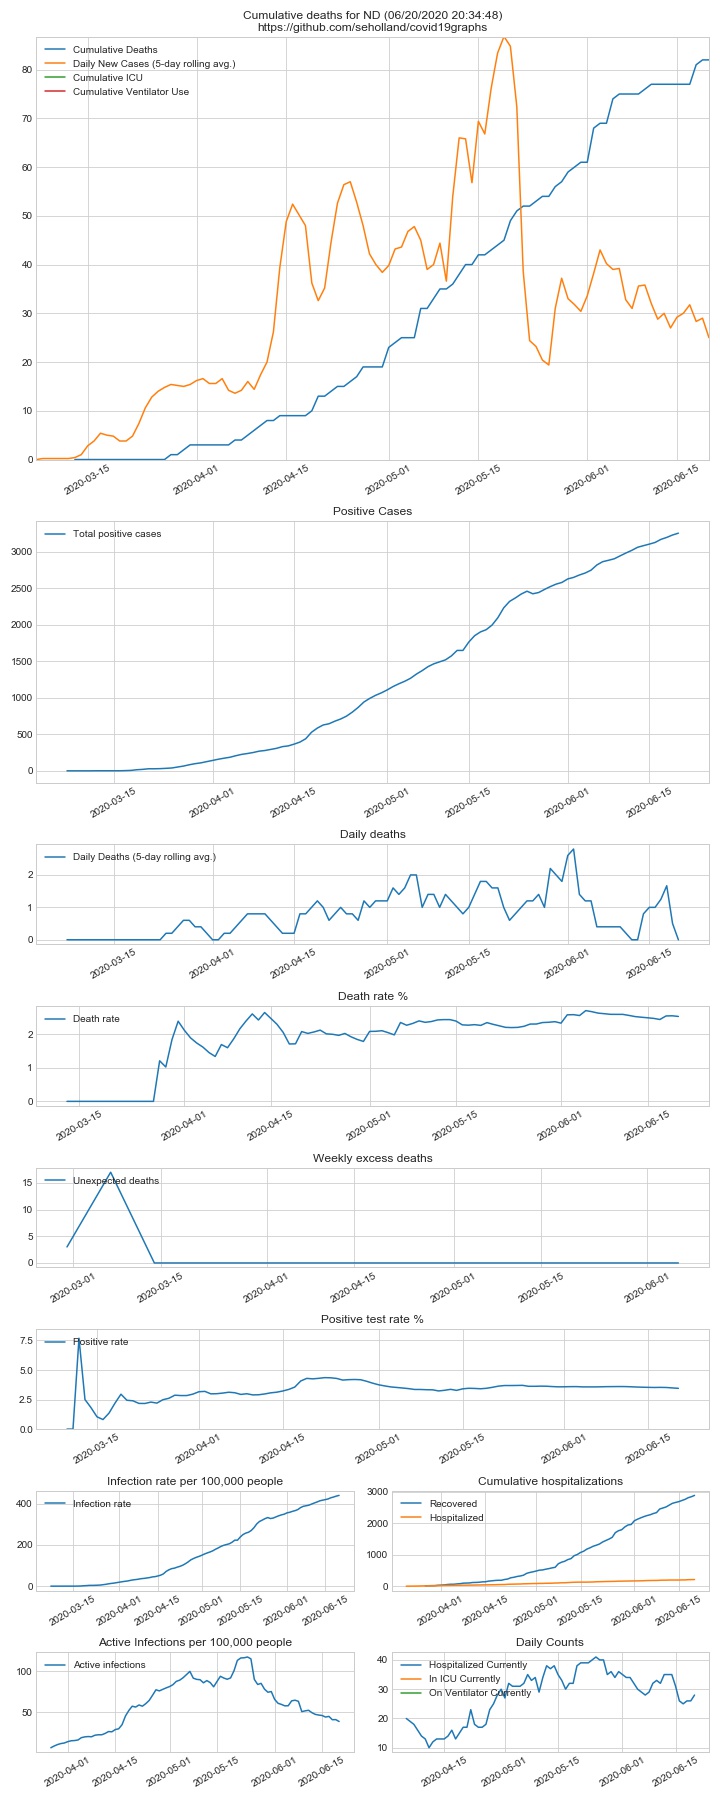 Cumulative deaths for ND (06/20/2020 20:34:48)
https://github.com/seholland/covid19graphs
Cumulative Deaths
Daily New Cases (5-day rolling avg.)
Cumulative ICU
Cumulative Ventilator Use
80
70
60
50
40
30
20
10
0
2020-03-15 2020-04-01 2020-04-15 2020-05-01 2020-05-15 2020-06-01 2020-06-15
Positive Cases
Total positive cases
3000
2500
2000
1500
1000
500
0
2020-03-15 2020-04-01 2020-04-15 2020-05-01 2020-05-15 2020-06-01 2020-06-15
Daily deaths
Daily Deaths (5-day rolling avg.)
2
1
0
2020-03-15 2020-04-01 2020-04-15 2020-05-01 2020-05-15 2020-06-01 2020-06-15
Death rate %
Death rate
2
1
0
2020-03-15 2020-04-01 2020-04-15 2020-05-01 2020-05-15 2020-06-01 2020-06-15
Weekly excess deaths
Unexpected deaths
15
10
5
0
2020-03-01 2020-03-15 2020-04-01 2020-04-15 2020-05-01 2020-05-15 2020-06-01
Positive test rate %
Positive rate
7.5
5.0
2.5
0.0
2020-03-15 2020-04-01 2020-04-15 2020-05-01 2020-05-15 2020-06-01 2020-06-15
Infection rate per 100,000 people
Infection rate
400
200
0
2020-03-15 2020-04-01 2020-04-15 2020-05-01 2020-05-15 2020-06-01 2020-06-15
Cumulative hospitalizations
Recovered
Hospitalized
3000
2000
1000
0
2020-04-01 2020-04-15 2020-05-01 2020-05-15 2020-06-01 2020-06-15
Active Infections per 100,000 people
Active infections
100
50
2020-04-01 2020-04-15 2020-05-01 2020-05-15 2020-06-01 2020-06-15
Daily Counts
Hospitalized Currently
In ICU Currently
On Ventilator Currently
40
30
20
10
2020-04-15 2020-05-01 2020-05-15 2020-06-01 2020-06-15